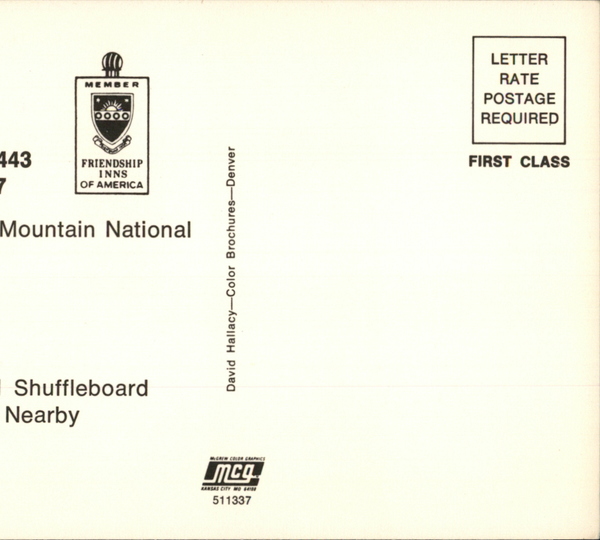 MEMBER
FRIENDSHIP
INNS
OF AMERICA
443
7
Mountain National
Shuffleboard
Nearby
David Hallacy—Color Brochures—Denver
LETTER
RATE
POSTAGE
REQUIRED
FIRST CLASS
McGREW COLOR GRAPHICS
mcg
KANSAS CITY MO 64108
511337